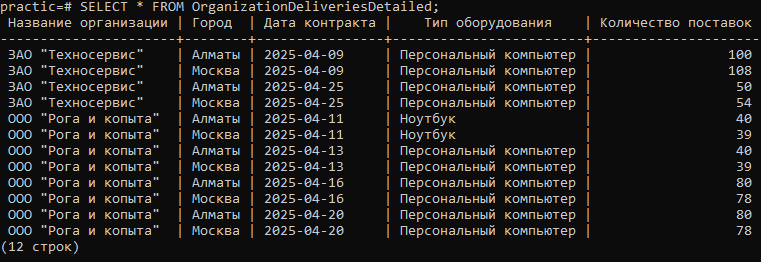 practic=# SELECT * FROM OrganizationDeliveriesDetailed;
 Название организации | Город  | Дата контракта |    Тип оборудования    | Количество поставок
----------------------+--------+----------------+------------------------+---------------------
 ЗАО "Техносервис"    | Алматы | 2025-04-09     | Персональный компьютер |                 100
 ЗАО "Техносервис"    | Москва | 2025-04-09     | Персональный компьютер |                 108
 ЗАО "Техносервис"    | Алматы | 2025-04-25     | Персональный компьютер |                  50
 ЗАО "Техносервис"    | Москва | 2025-04-25     | Персональный компьютер |                  54
 ООО "Рога и копыта"  | Алматы | 2025-04-11     | Ноутбук                |                  40
 ООО "Рога и копыта"  | Москва | 2025-04-11     | Ноутбук                |                  39
 ООО "Рога и копыта"  | Алматы | 2025-04-13     | Персональный компьютер |                  40
 ООО "Рога и копыта"  | Москва | 2025-04-13     | Персональный компьютер |                  39
 ООО "Рога и копыта"  | Алматы | 2025-04-16     | Персональный компьютер |                  80
 ООО "Рога и копыта"  | Москва | 2025-04-16     | Персональный компьютер |                  78
 ООО "Рога и копыта"  | Алматы | 2025-04-20     | Персональный компьютер |                  80
 ООО "Рога и копыта"  | Москва | 2025-04-20     | Персональный компьютер |                  78
(12 строк)